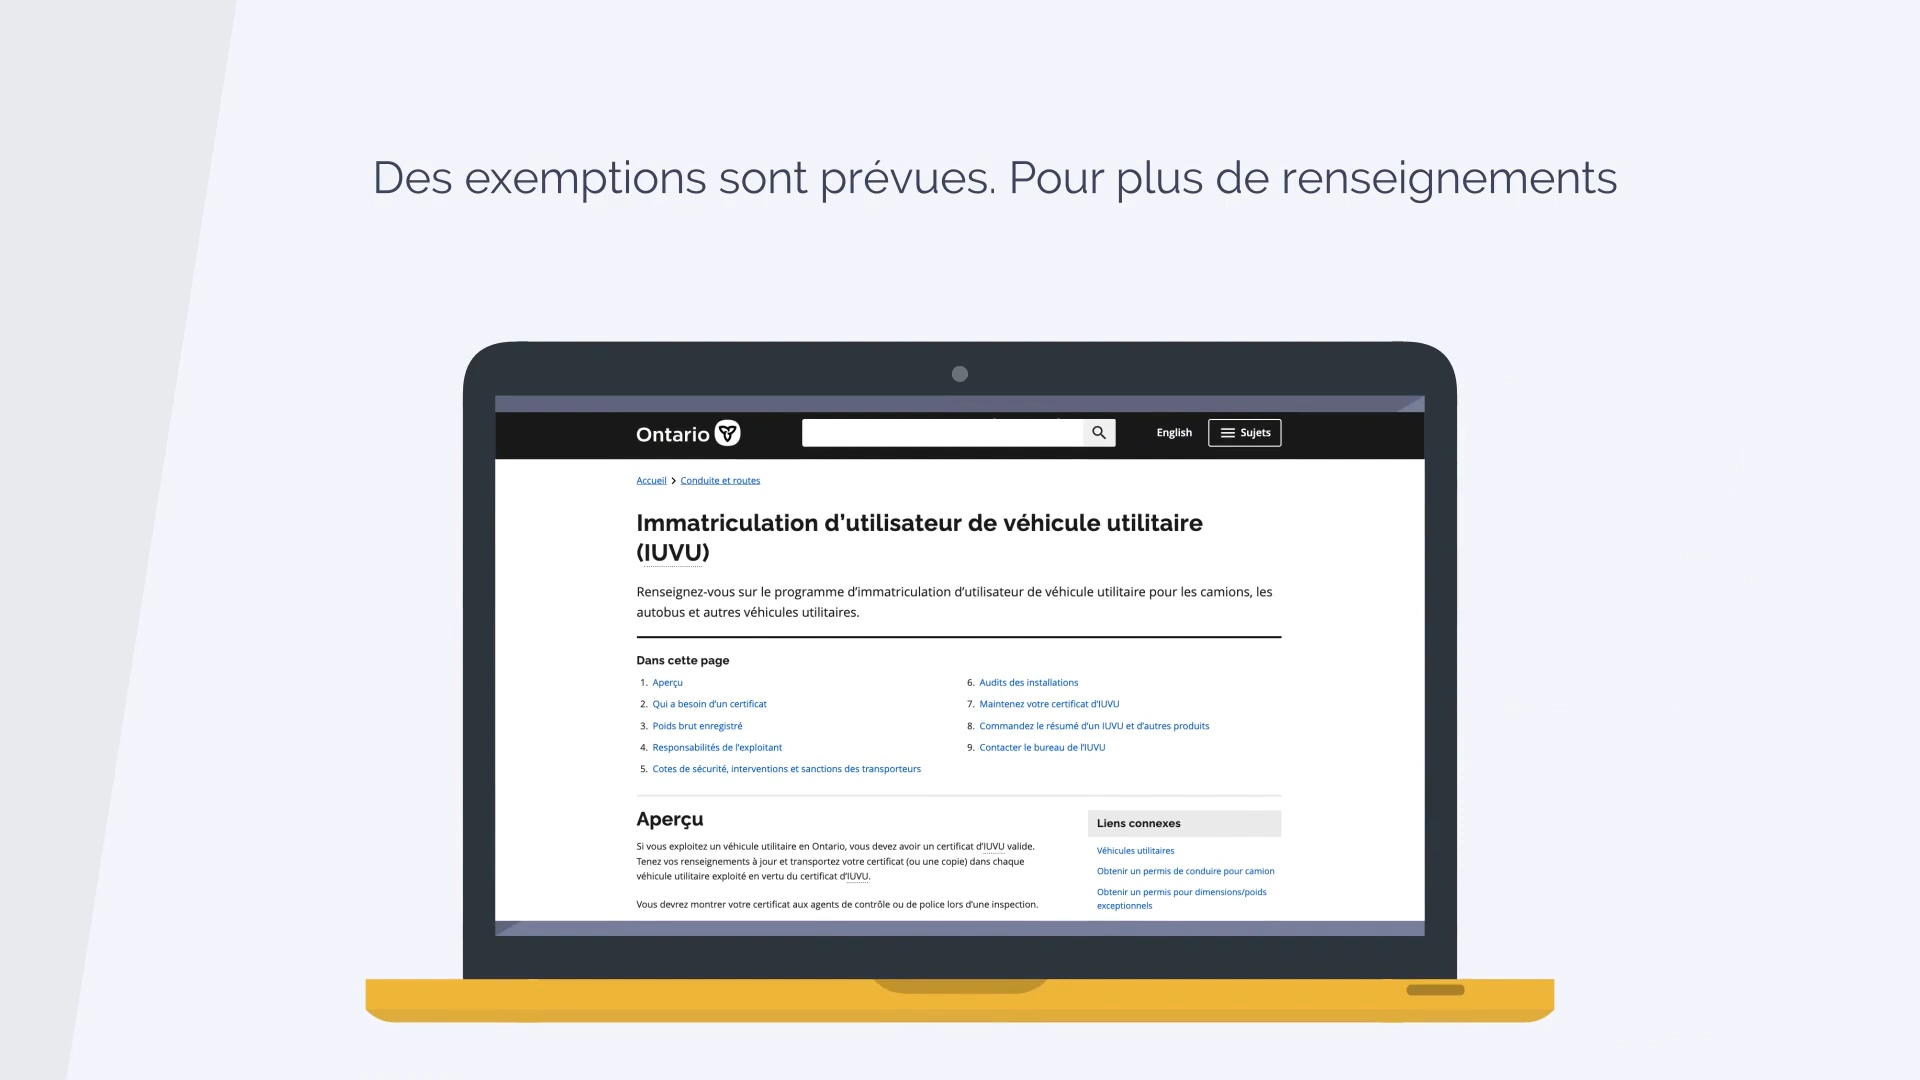 Des exemptions sont prévues. Pour plus de renseignements
Ontario
English
Sujets
Accueil > Conduite et routes
Immatriculation d’utilisateur de véhicule utilitaire
(IUVU)
Renseignez-vous sur le programme d’immatriculation d’utilisateur de véhicule utilitaire pour les camions, les
autobus et autres véhicules utilitaires.
Dans cette page
1. Aperçu
2. Qui a besoin d’un certificat
3. Poids brut enregistré
4. Responsabilités de l’exploitant
5. Cotes de sécurité, interventions et sanctions des transporteurs
6. Audits des installations
7. Maintenez votre certificat d’IUVU
8. Commandez le résumé d’un IUVU et d’autres produits
9. Contacter le bureau de l’IUVU
Aperçu
Si vous exploitez un véhicule utilitaire en Ontario, vous devez avoir un certificat d’IUVU valide.
Tenez vos renseignements à jour et transportez votre certificat (ou une copie) dans chaque
véhicule utilitaire exploité en vertu du certificat d’IUVU.
Vous devrez montrer votre certificat aux agents de contrôle ou de police lors d’une inspection.
Liens connexes
Véhicules utilitaires
Obtenir un permis de conduire pour camion
Obtenir un permis pour dimensions/poids
exceptionnels